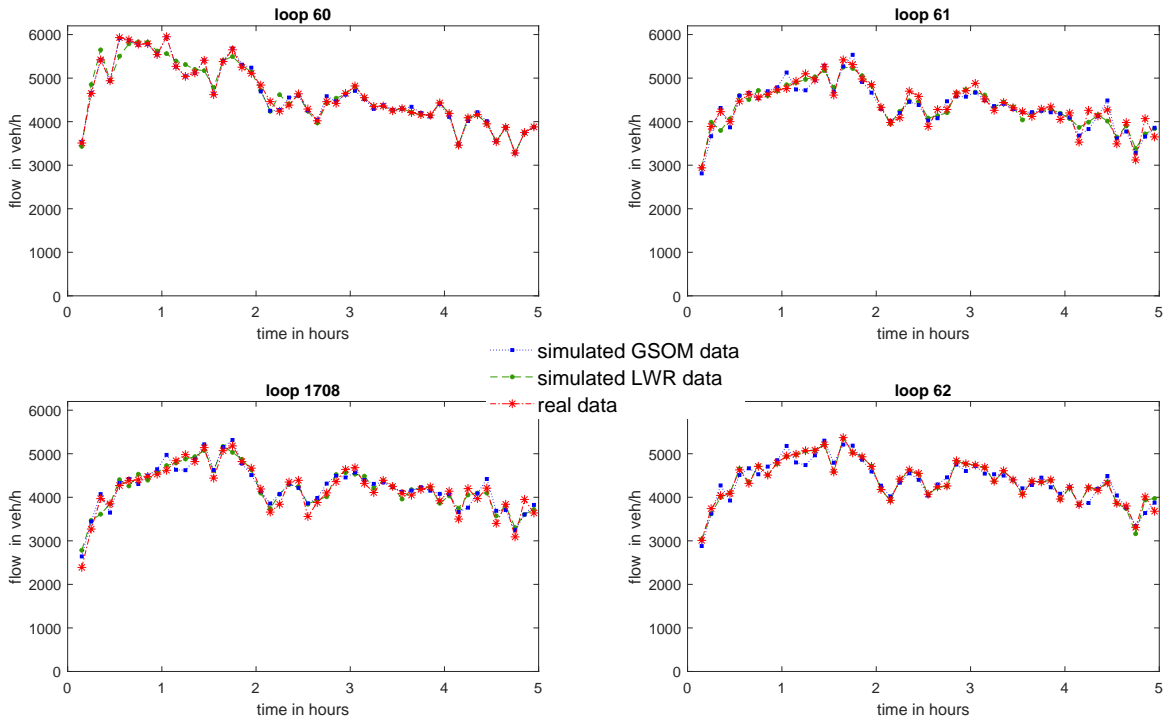 loop 60
6000
5000
4000
3000
2000
1000
0
flow in veh/h
0 1 2 3 4 5
time in hours
loop 61
6000
5000
4000
3000
2000
1000
0
flow in veh/h
0 1 2 3 4 5
time in hours
simulated GSOM data
simulated LWR data
real data
loop 1708
6000
5000
4000
3000
2000
1000
0
flow in veh/h
0 1 2 3 4 5
time in hours
loop 62
6000
5000
4000
3000
2000
1000
0
flow in veh/h
0 1 2 3 4 5
time in hours